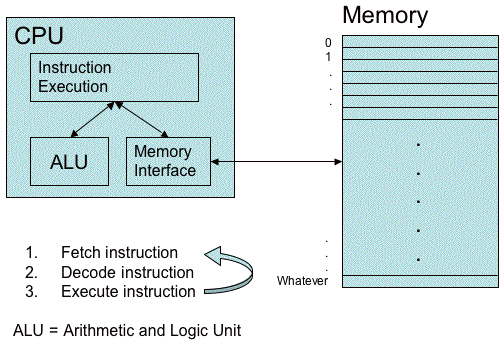 CPU
Instruction
Execution
ALU
Memory
Interface
Memory
0
1
.
.
.
.
.
.
.
.
.
.
.
Whatever
1. Fetch instruction
2. Decode instruction
3. Execute instruction
ALU = Arithmetic and Logic Unit